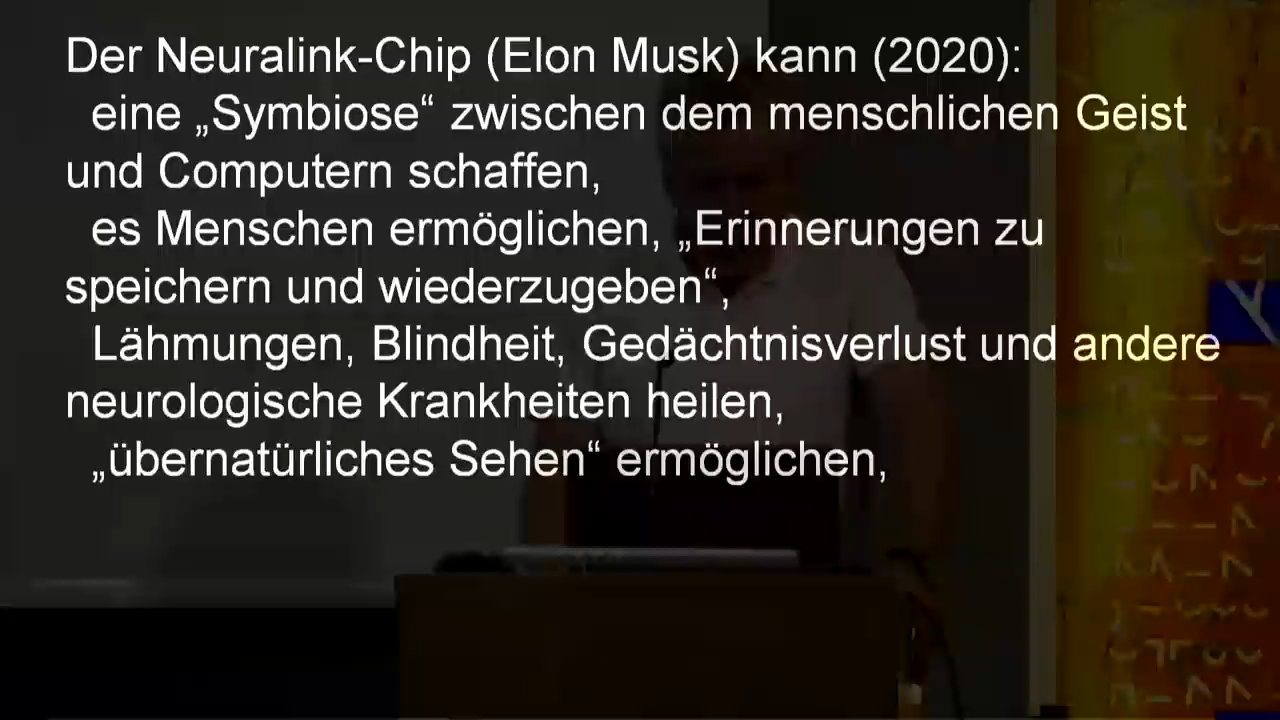 Der Neuralink-Chip (Elon Musk) kann (2020):
eine „Symbiose“ zwischen dem menschlichen Geist
und Computern schaffen,
es Menschen ermöglichen, „Erinnerungen zu
speichern und wiederzugeben“,
Lähmungen, Blindheit, Gedächtnisverlust und andere
neurologische Krankheiten heilen,
„übernatürliches Sehen“ ermöglichen,